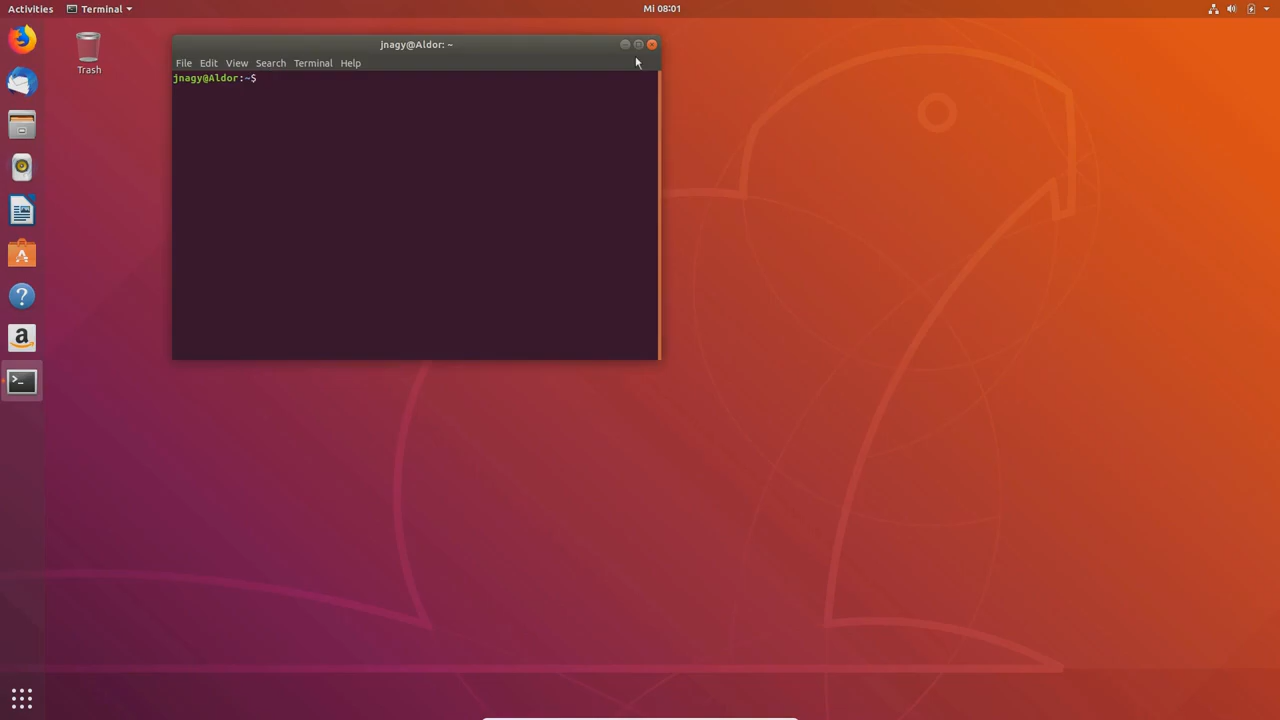 Activities
Terminal
Mi 08:01
Trash
jnagy@Aldor: ~
File Edit View Search Terminal Help
jnagy@Aldor:~$